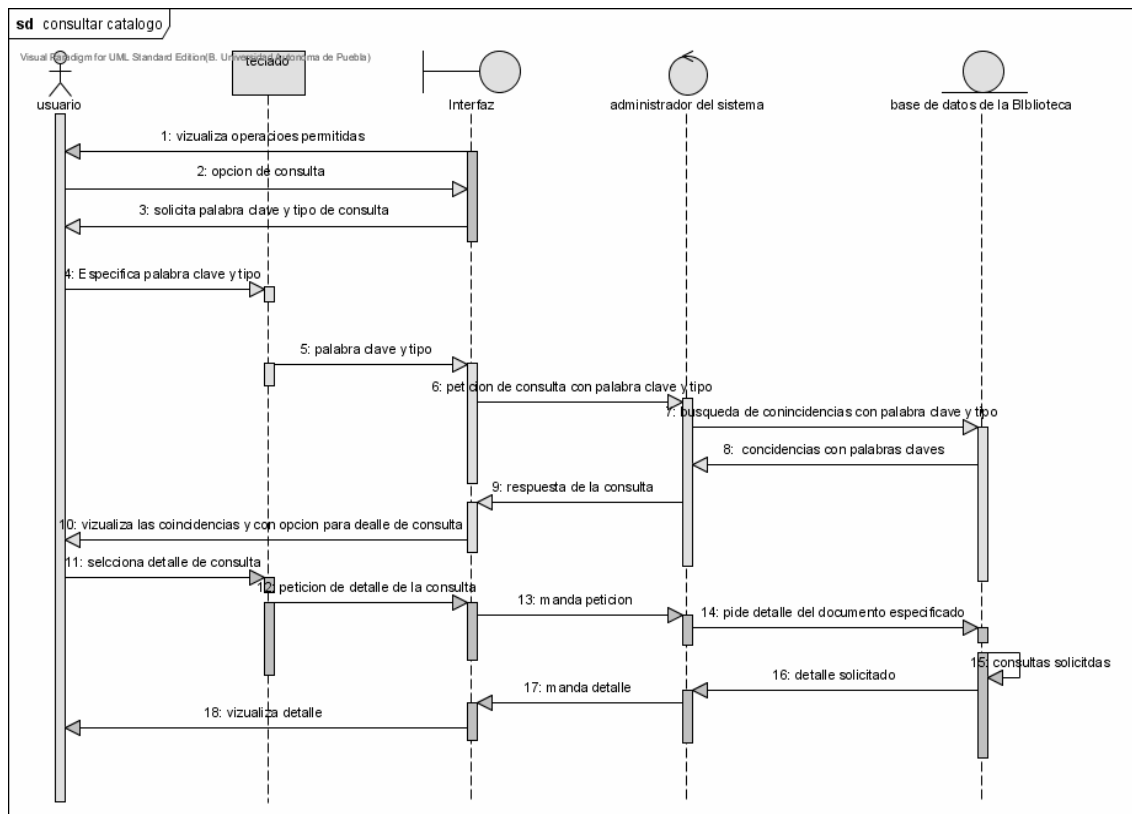 sd consultar catalogo
Visual Paradigm for UML Standard Edition(B. Universidad Autonoma de Puebla)
teclado
usuario
Interfaz
administrador del sistema
base de datos de la BIblioteca
1: vizualiza operacioes permitidas
2: opcion de consulta
3: solicita palabra clave y tipo de consulta
4: Especifica palabra clave y tipo
5: palabra clave y tipo
6: peticion de consulta con palabra clave y tipo
7: busqueda de conincidencias con palabra clave y tipo
8: concidencias con palabras claves
9: respuesta de la consulta
10: vizualiza las coincidencias y con opcion para dealle de consulta
11: selcciona detalle de consulta
12: peticion de detalle de la consulta
13: manda peticion
14: pide detalle del documento especificado
15: consultas solicitdas
16: detalle solicitado
17: manda detalle
18: vizualiza detalle